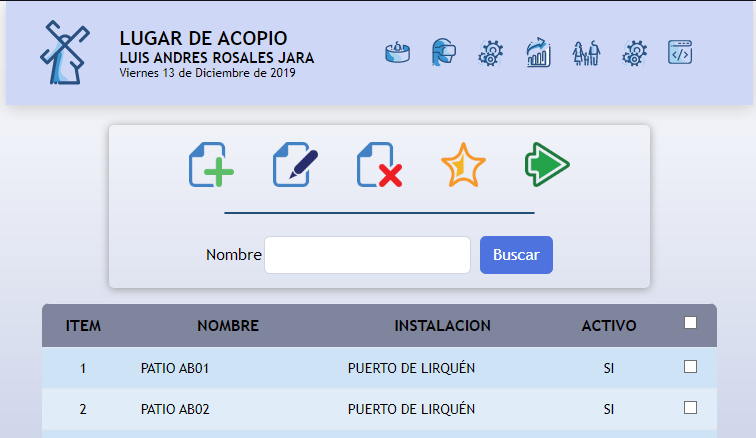 LUGAR DE ACOPIO
LUIS ANDRES ROSALES JARA
Viernes 13 de Diciembre de 2019
Nombre Buscar
ITEM NOMBRE INSTALACION ACTIVO
1 PATIO AB01 PUERTO DE LIRQUÉN SI
2 PATIO AB02 PUERTO DE LIRQUÉN SI